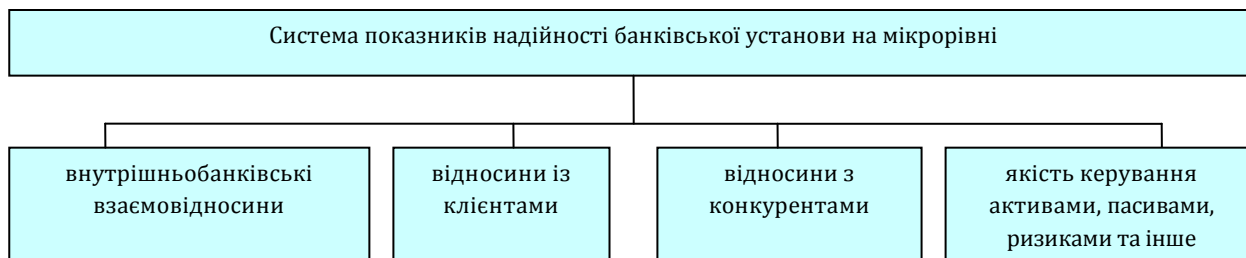 Система показників надійності банківської установи на мікрорівні
внутрішньобанківські
взаємовідносини
відносини із
клієнтами
відносини з
конкурентами
якість керування
активами, пасивами,
ризиками та інше